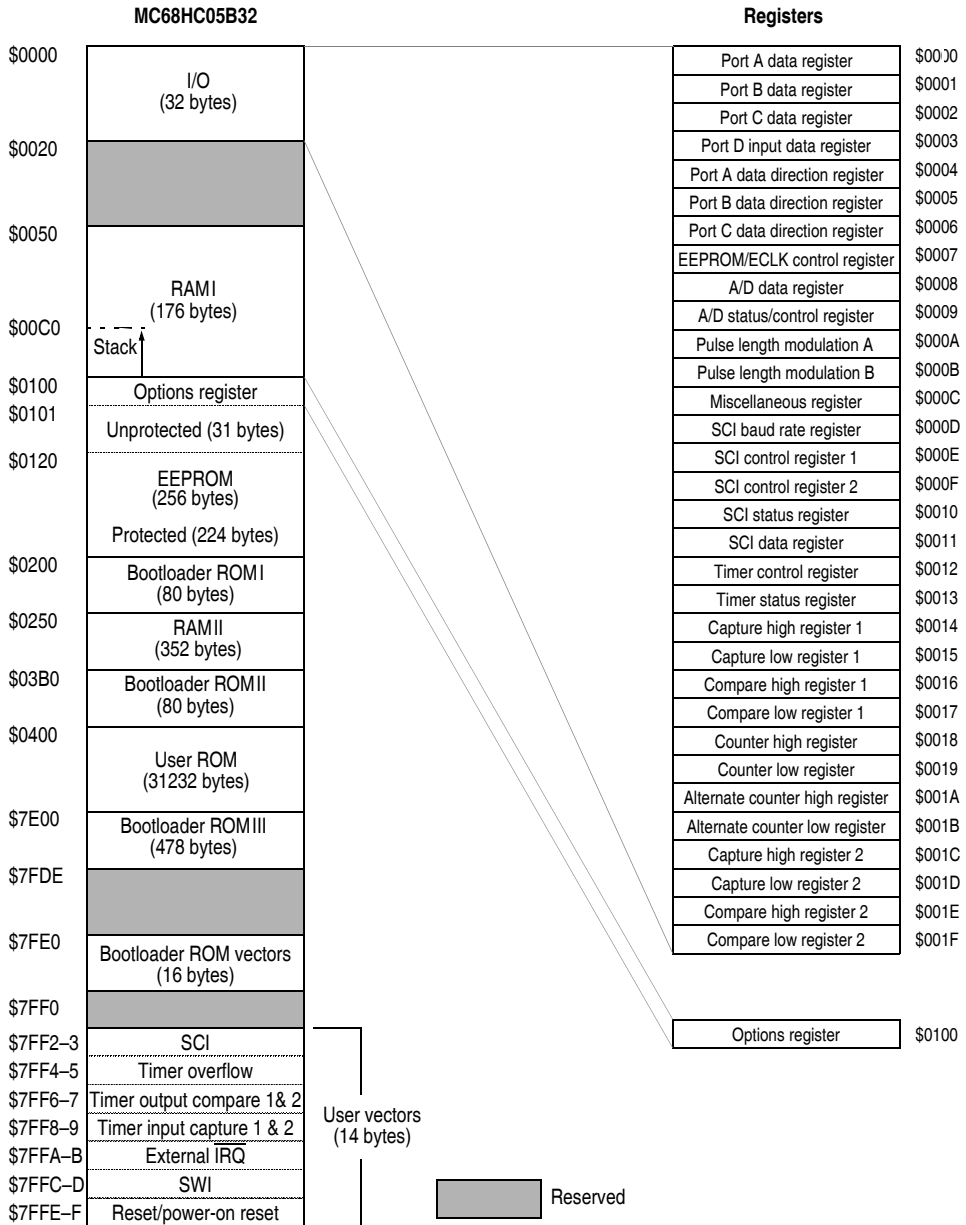 MC68HC05B32
$0000
I/O
(32 bytes)
$0020
$0050
RAMI
(176 bytes)
$00C0
Stack
$0100
Options register
$0101
Unprotected (31 bytes)
$0120
EEPROM
(256 bytes)
Protected (224 bytes)
$0200
Bootloader ROMI
(80 bytes)
$0250
RAMII
(352 bytes)
$03B0
Bootloader ROMII
(80 bytes)
$0400
User ROM
(31232 bytes)
$7E00
Bootloader ROMIII
(478 bytes)
$7FDE
$7FE0
Bootloader ROM vectors
(16 bytes)
$7FF0
$7FF2–3 SCI
$7FF4–5 Timer overflow
$7FF6–7 Timer output compare 1& 2
$7FF8–9 Timer input capture 1 & 2
$7FFA–B External IRQ
$7FFC–D SWI
$7FFE–F Reset/power-on reset
User vectors
(14 bytes)
Reserved
Registers
Port A data register $0000
Port B data register $0001
Port C data register $0002
Port D input data register $0003
Port A data direction register $0004
Port B data direction register $0005
Port C data direction register $0006
EEPROM/ECLK control register $0007
A/D data register $0008
A/D status/control register $0009
Pulse length modulation A $000A
Pulse length modulation B $000B
Miscellaneous register $000C
SCI baud rate register $000D
SCI control register 1 $000E
SCI control register 2 $000F
SCI status register $0010
SCI data register $0011
Timer control register $0012
Timer status register $0013
Capture high register 1 $0014
Capture low register 1 $0015
Compare high register 1 $0016
Compare low register 1 $0017
Counter high register $0018
Counter low register $0019
Alternate counter high register $001A
Alternate counter low register $001B
Capture high register 2 $001C
Capture low register 2 $001D
Compare high register 2 $001E
Compare low register 2 $001F
Options register $0100